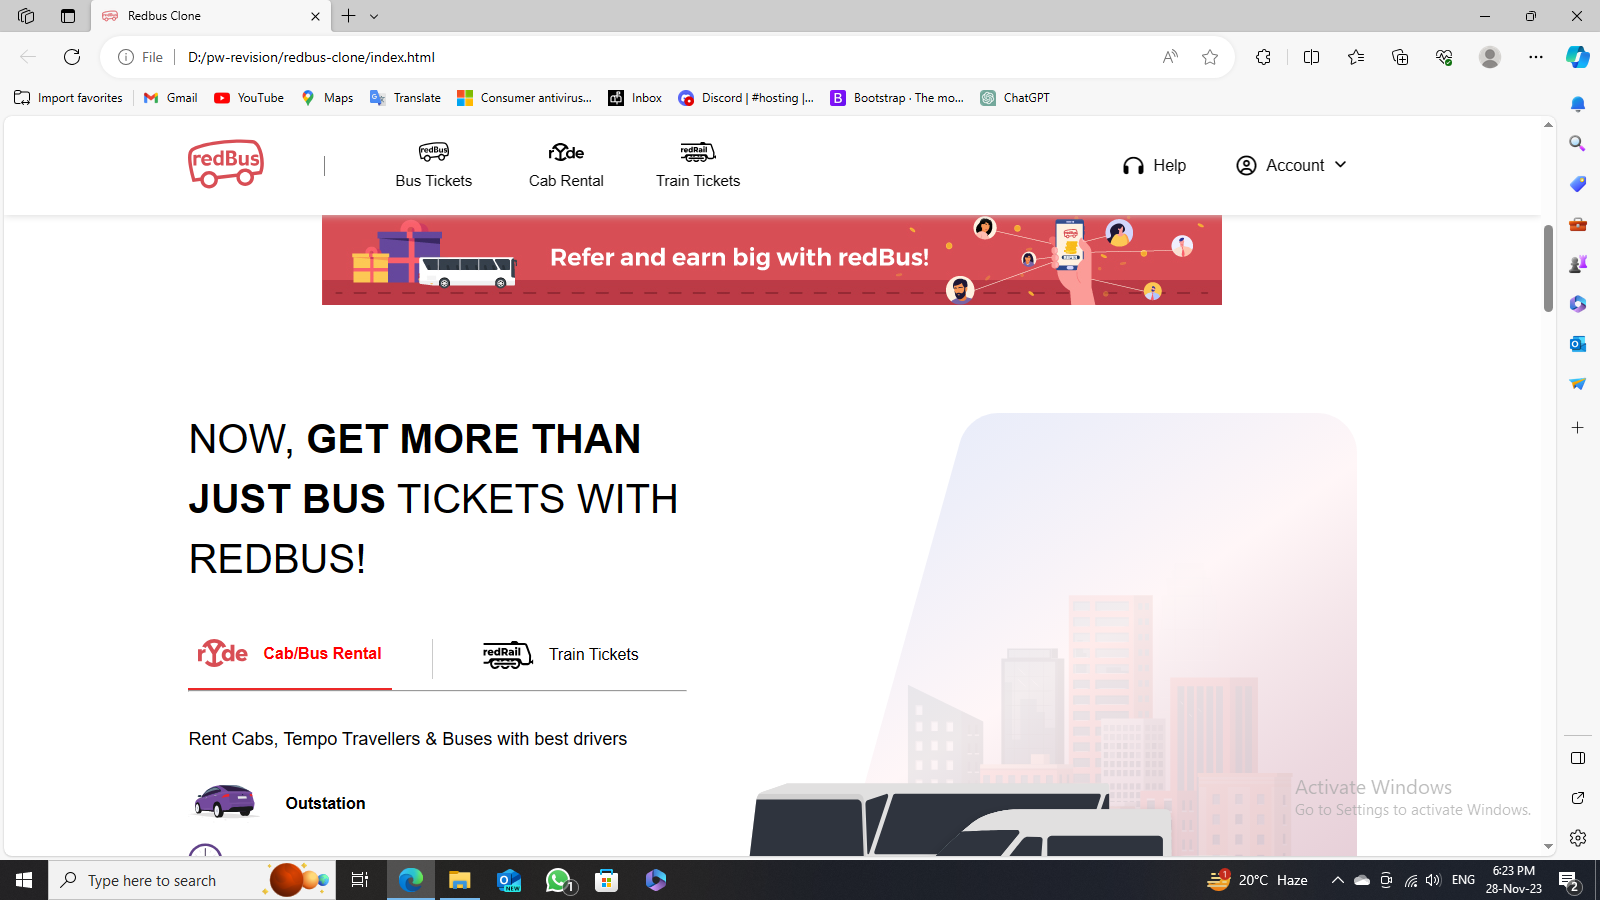 Redbus Clone
File
D:/pw-revision/redbus-clone/index.html
Import favorites
Gmail
YouTube
Maps
Translate
Consumer antivirus...
Inbox
Discord | #hosting |...
Bootstrap · The mo...
ChatGPT
redBus
redBus
Bus Tickets
rYde
Cab Rental
redRail
Train Tickets
Help
Account
Refer and earn big with redBus!
NOW, GET MORE THAN
JUST BUS TICKETS WITH
REDBUS!
rYde
Cab/Bus Rental
redRail
Train Tickets
Rent Cabs, Tempo Travellers & Buses with best drivers
Outstation
Activate Windows
Go to Settings to activate Windows.
Type here to search
NEW
1
1
20°C Haze
ENG
6:23 PM
28-Nov-23
2